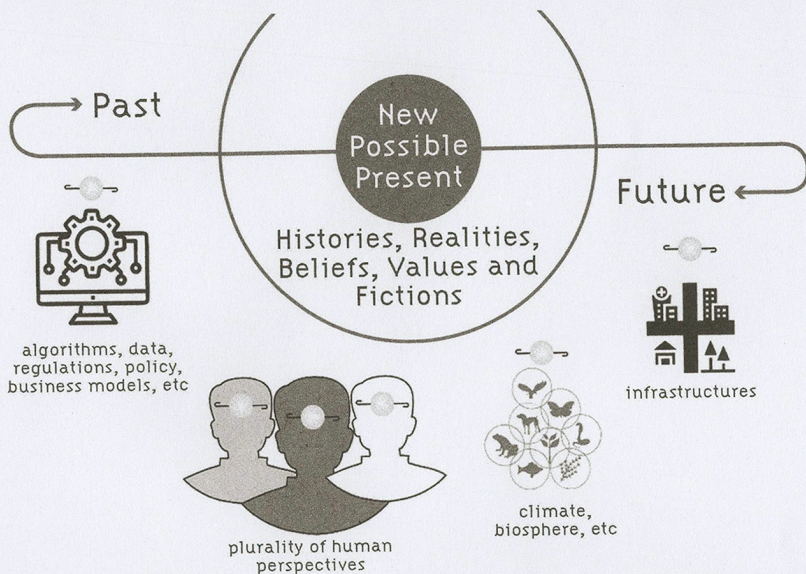 Past
New
Possible
Present
Future
Histories, Realities,
Beliefs, Values and
Fictions
algorithms, data,
regulations, policy,
business models, etc
infrastructures
climate,
biosphere, etc
plurality of human
perspectives